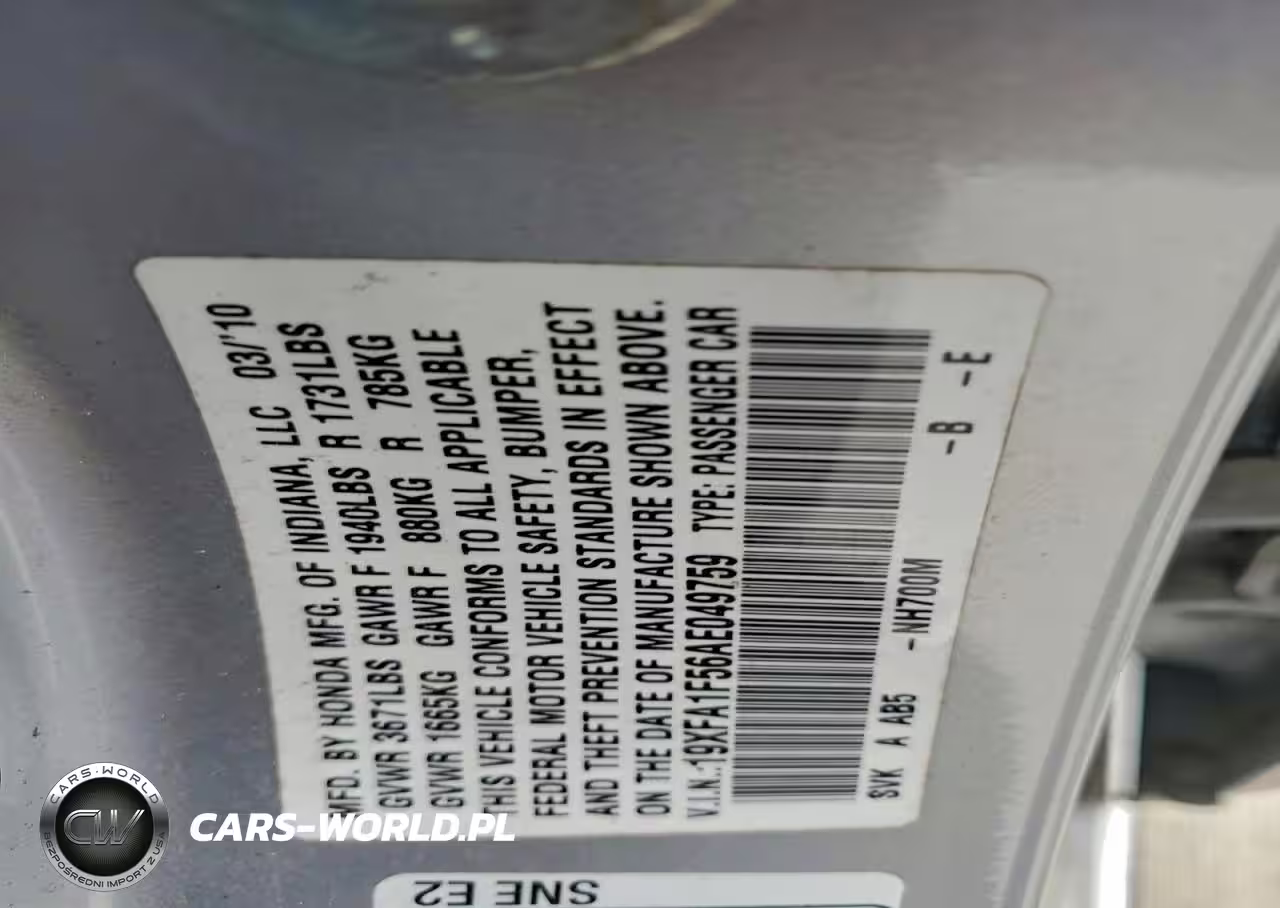 MFD. BY HONDA MFG. OF INDIANA, LLC 03/'10
GVWR 3671LBS GAWR F 1940LBS R 1731LBS
GVWR 1665KG GAWR F 880KG R 785KG
THIS VEHICLE CONFORMS TO ALL APPLICABLE
FEDERAL MOTOR VEHICLE SAFETY, BUMPER,
AND THEFT PREVENTION STANDARDS IN EFFECT
ON THE DATE OF MANUFACTURE SHOWN ABOVE.
V.I.N.:19XFA1F56AE049759 TYPE: PASSENGER CAR
SVK A AB5 -NH700M -B -E
SNE E2
CARS-WORLD
CW
BEZPOŚREDNI IMPORT Z USA
CARS-WORLD.PL